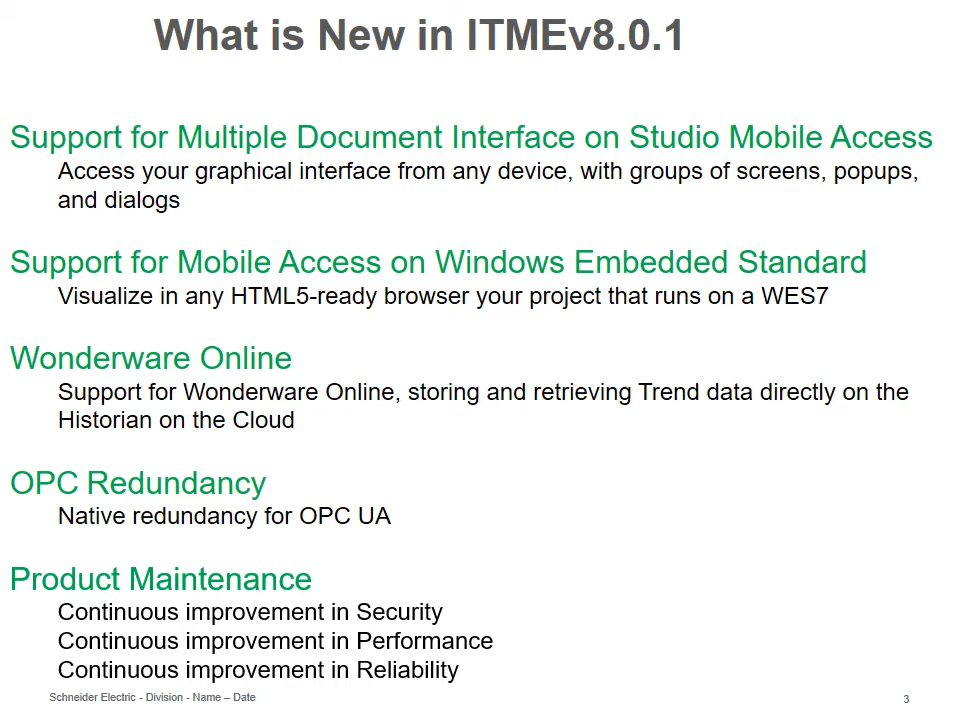 What is New in ITMEv8.0.1
Support for Multiple Document Interface on Studio Mobile Access
Access your graphical interface from any device, with groups of screens, popups,
and dialogs
Support for Mobile Access on Windows Embedded Standard
Visualize in any HTML5-ready browser your project that runs on a WES7
Wonderware Online
Support for Wonderware Online, storing and retrieving Trend data directly on the
Historian on the Cloud
OPC Redundancy
Native redundancy for OPC UA
Product Maintenance
Continuous improvement in Security
Continuous improvement in Performance
Continuous improvement in Reliability
Schneider Electric - Division - Name – Date
3